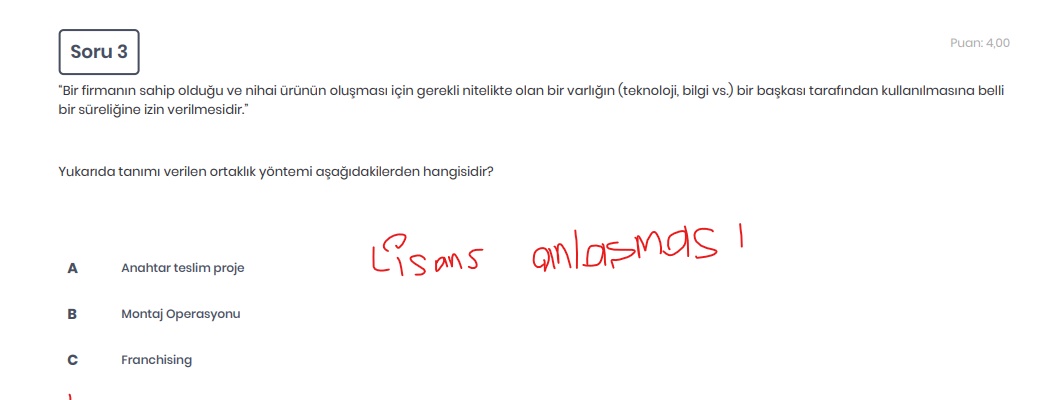 Soru 3
Puan: 4,00
"Bir firmanın sahip olduğu ve nihai ürünün oluşması için gerekli nitelikte olan bir varlığın (teknoloji, bilgi vs.) bir başkası tarafından kullanılmasına belli
bir süreliğine izin verilmesidir."
Yukarıda tanımı verilen ortaklık yöntemi aşağıdakilerden hangisidir?
Lisans anlaşması
A Anahtar teslim proje
B Montaj Operasyonu
C Franchising